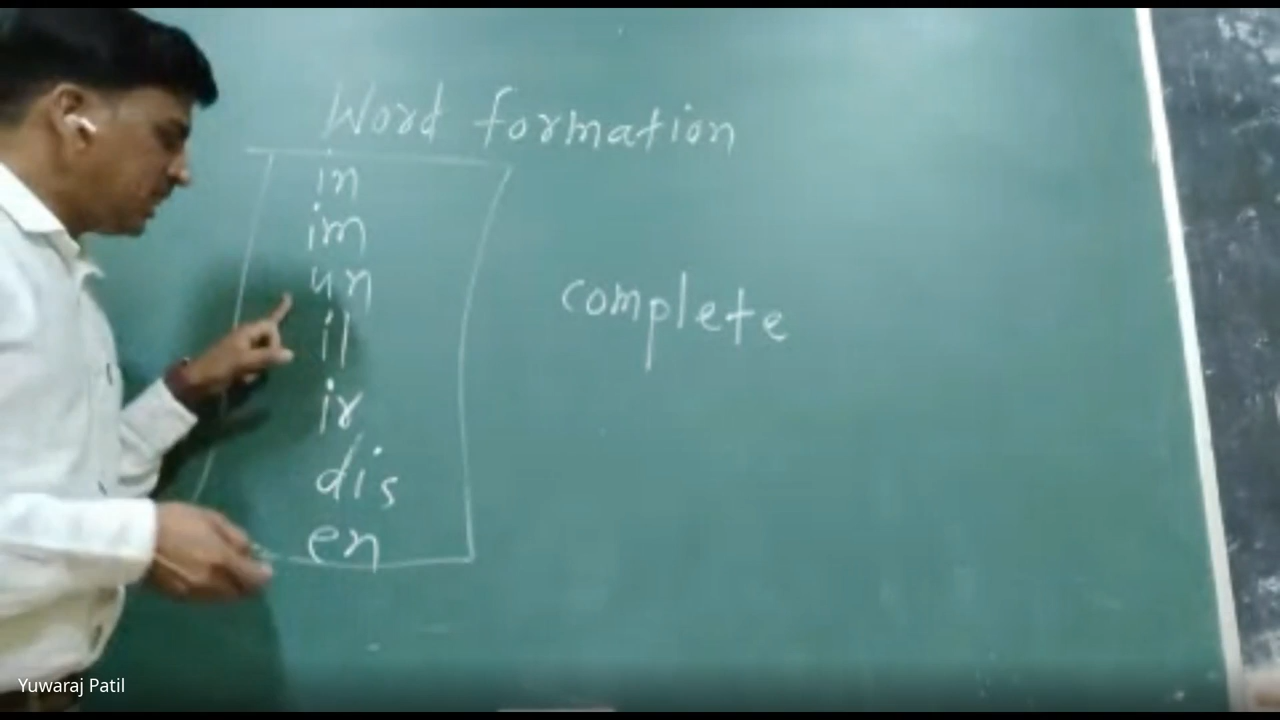 Word formation
in
im
un
il
ir
dis
en
complete
Yuwaraj Patil